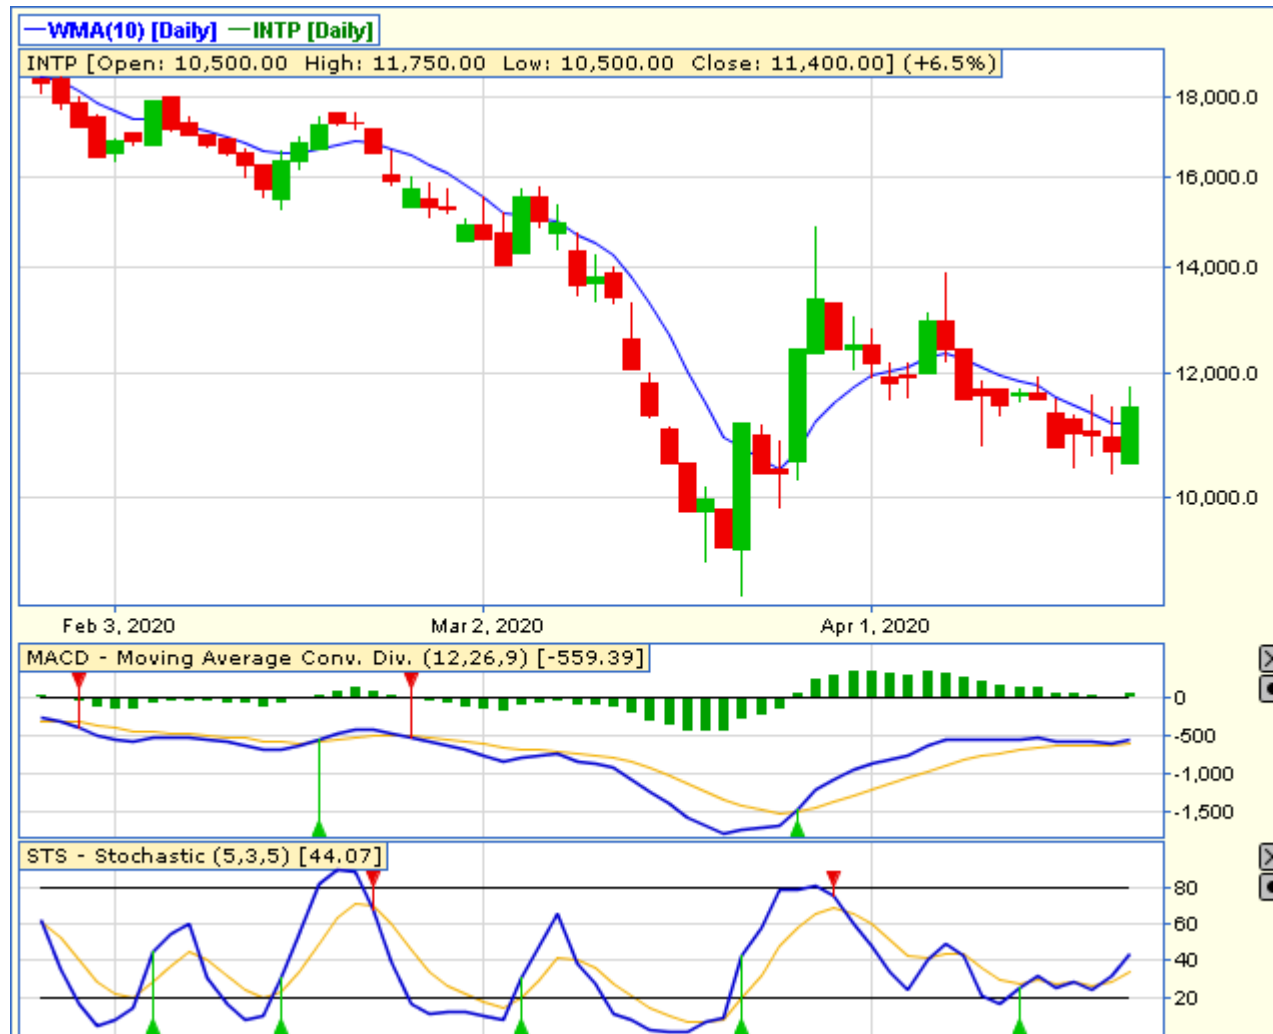 WMA(10) [Daily] INTP [Daily]
INTP [Open: 10,500.00 High: 11,750.00 Low: 10,500.00 Close: 11,400.00] (+6.5%)
18,000.0
16,000.0
14,000.0
12,000.0
10,000.0
Feb 3, 2020 Mar 2, 2020 Apr 1, 2020
MACD - Moving Average Conv. Div. (12,26,9) [-559.39]
0
-500
-1,000
-1,500
STS - Stochastic (5,3,5) [44.07]
80
60
40
20